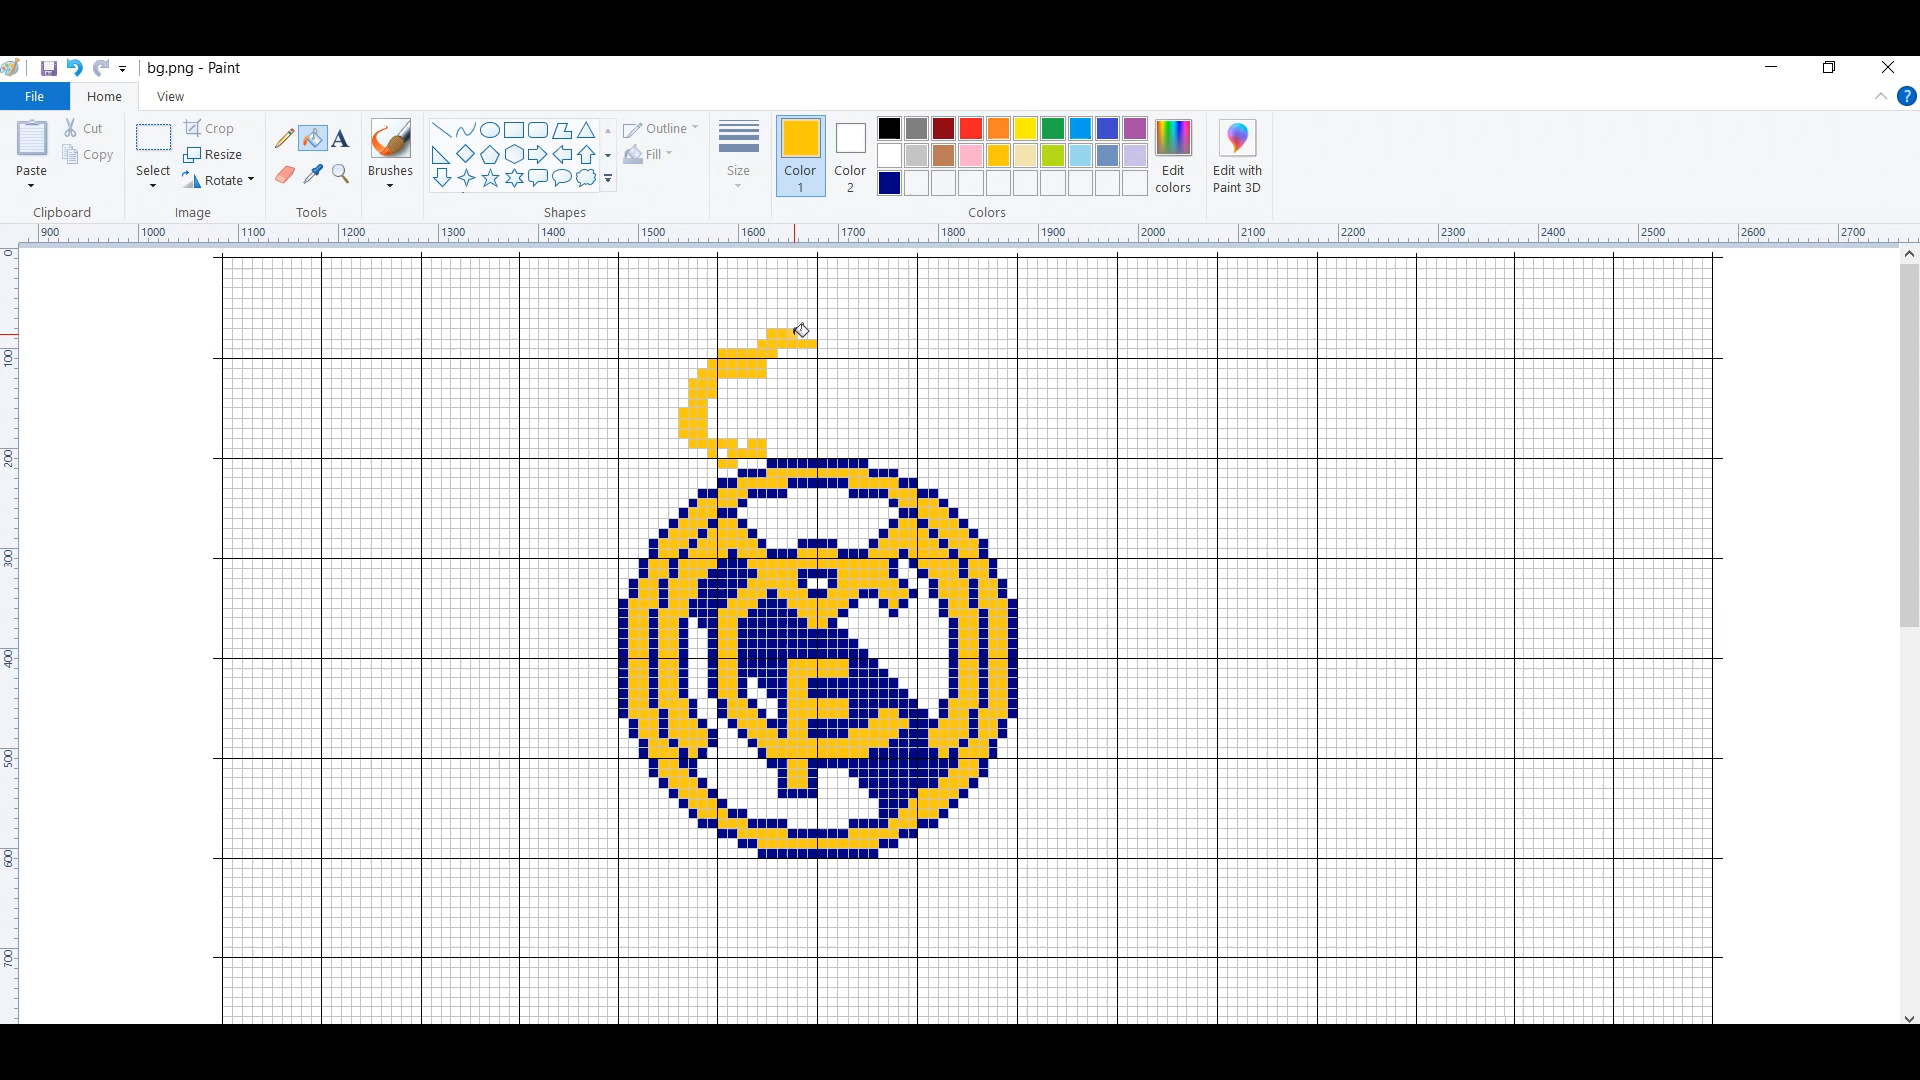 bg.png - Paint
File Home View
Paste
Cut
Copy
Clipboard
Select
Crop
Resize
Rotate
Image
A
Tools
Brushes
Shapes
Outline
Fill
Size
Color 1
Color 2
Colors
Edit colors
Edit with Paint 3D
?
900 1000 1100 1200 1300 1400 1500 1600 1700 1800 1900 2000 2100 2200 2300 2400 2500 2600 2700
0
100
200
300
400
500
600
700